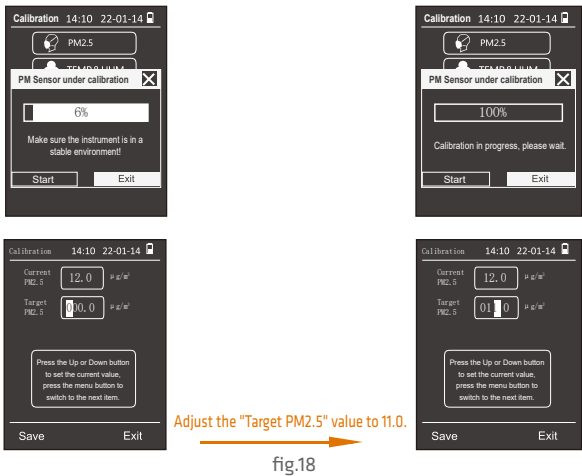 Calibration 14:10 22-01-14
PM2.5
PM Sensor under calibration
6%
Make sure the instrument is in a
stable environment!
Start Exit
Calibration 14:10 22-01-14
PM2.5
PM Sensor under calibration
100%
Calibration in progress, please wait.
Start Exit
Calibration 14:10 22-01-14
Current
PM2.5
12.0 μg/m³
Target
PM2.5
000.0 μg/m³
Press the Up or Down button
to set the current value,
press the menu button to
switch to the next item.
Save Exit
Adjust the "Target PM2.5" value to 11.0.
Calibration 14:10 22-01-14
Current
PM2.5
12.0 μg/m³
Target
PM2.5
011.0 μg/m³
Press the Up or Down button
to set the current value,
press the menu button to
switch to the next item.
Save Exit
fig.18